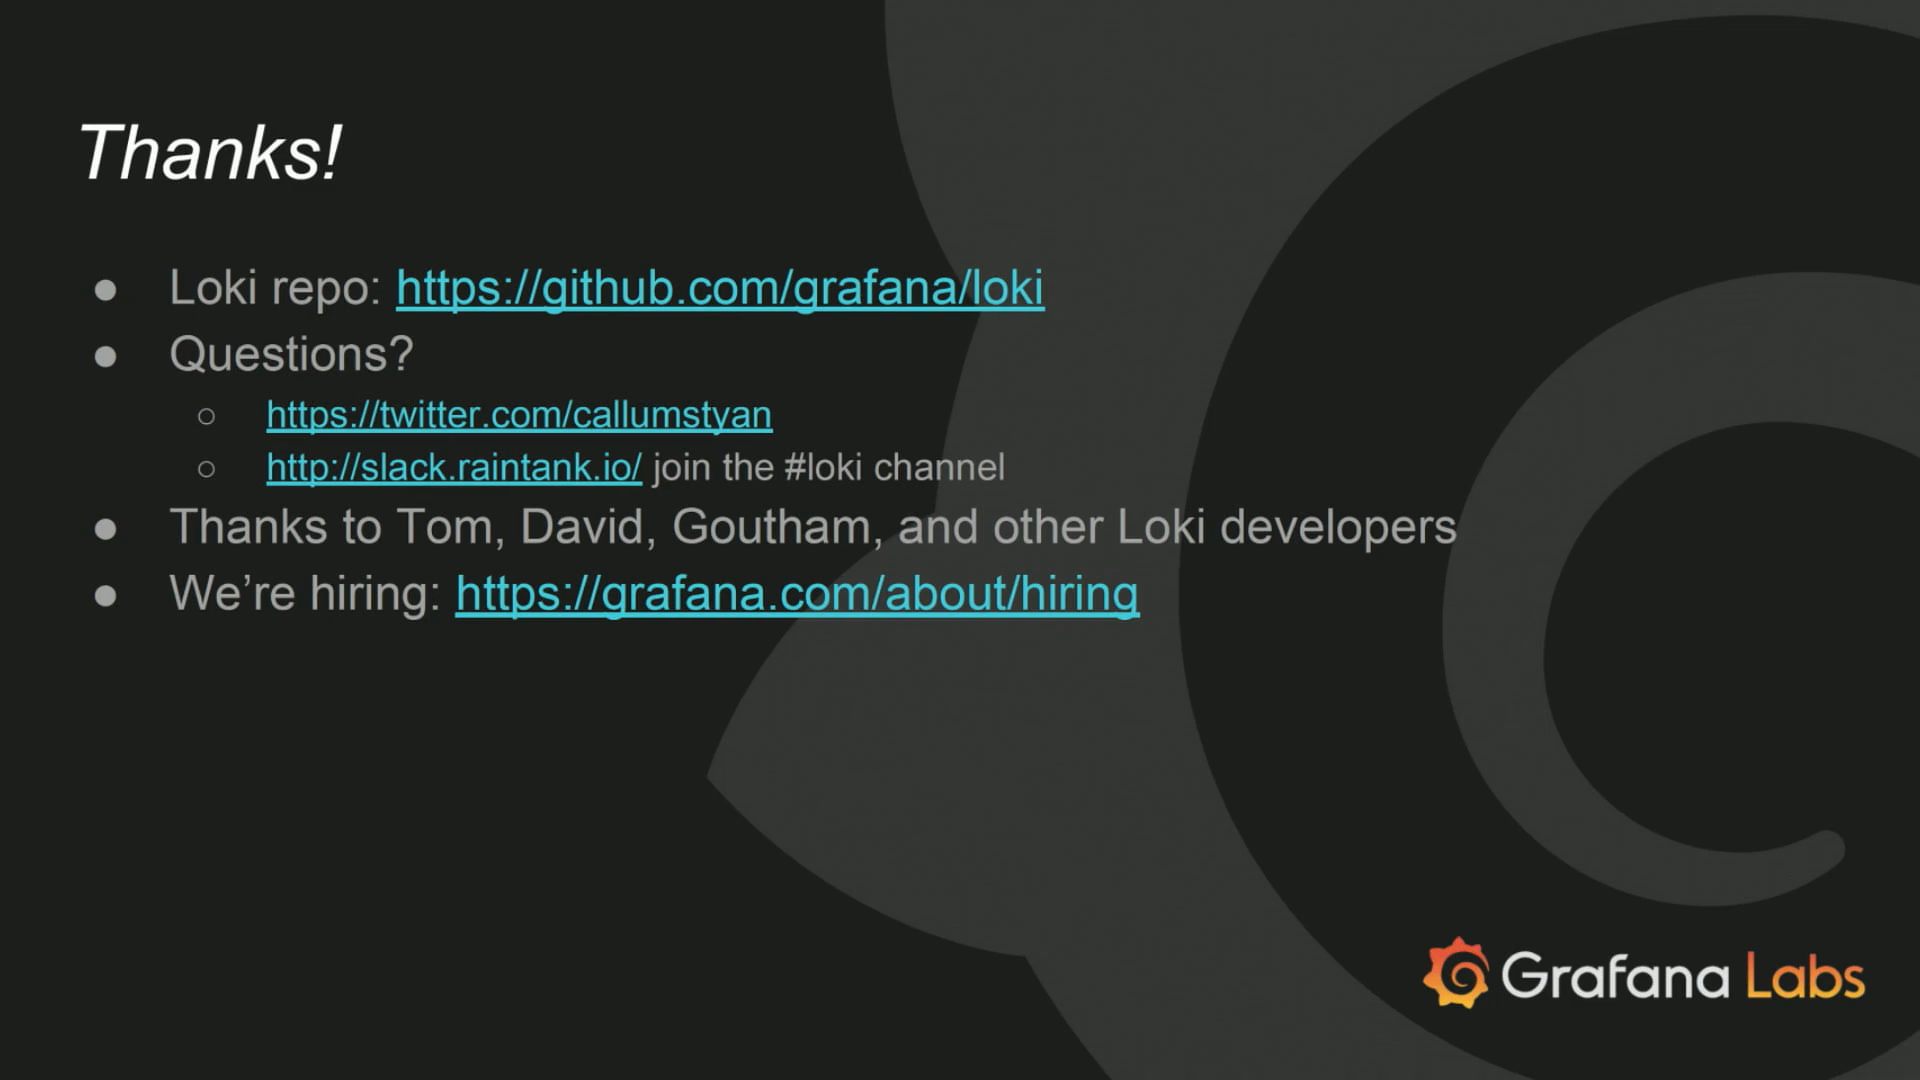 Thanks!
● Loki repo: https://github.com/grafana/loki
● Questions?
○ https://twitter.com/callumstyan
○ http://slack.raintank.io/ join the #loki channel
● Thanks to Tom, David, Goutham, and other Loki developers
● We’re hiring: https://grafana.com/about/hiring
Grafana Labs